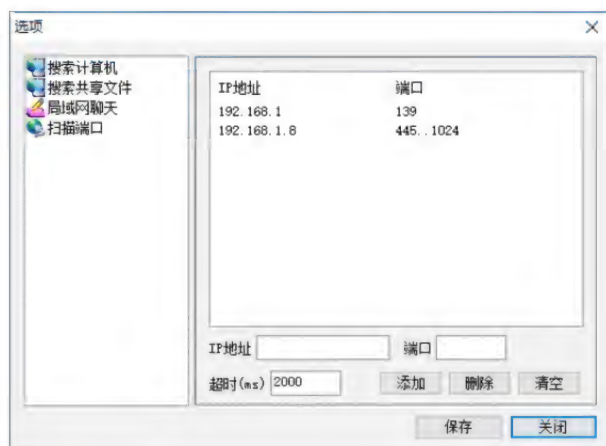 选项
搜索计算机
搜索共享文件
局域网聊天
扫描端口
IP地址 端口
192.168.1 139
192.168.1.8 445..1024
IP地址 端口
超时(ms) 2000 添加 删除 清空
保存 关闭